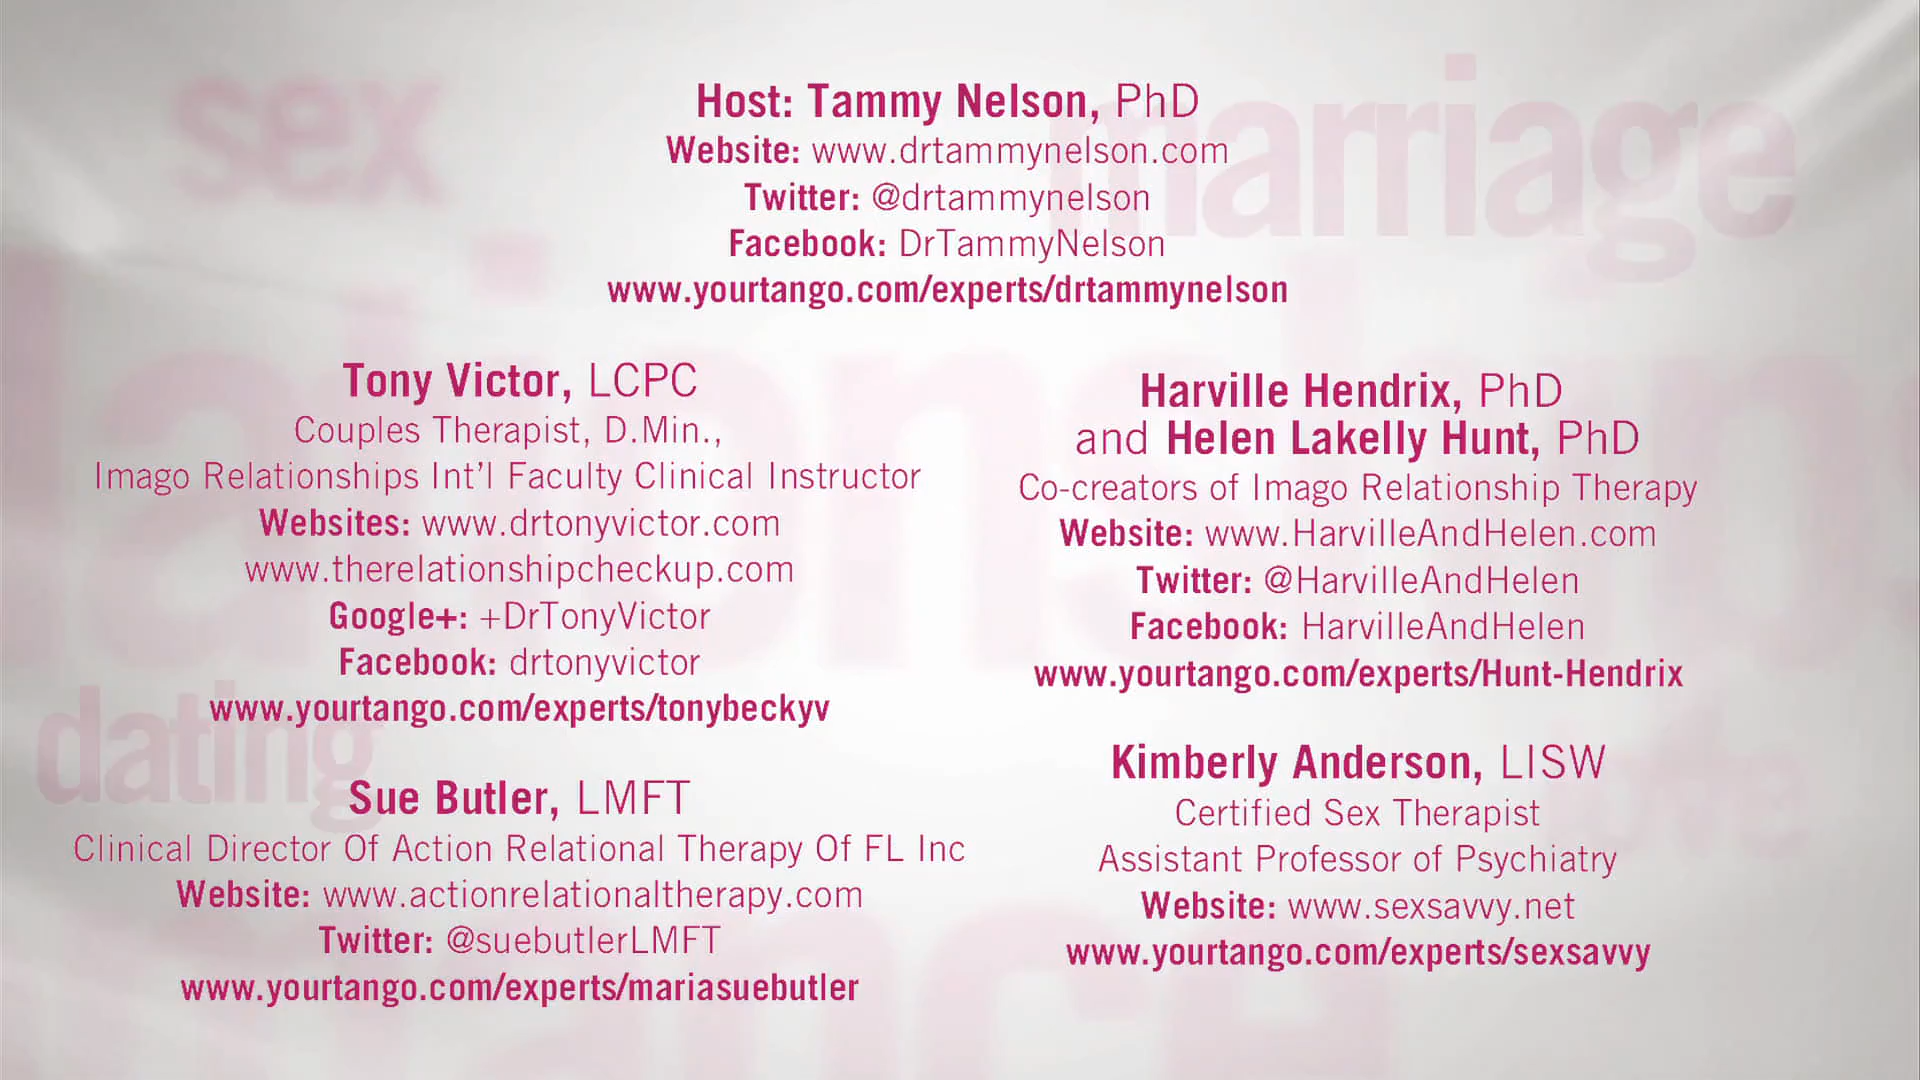 sex
marriage
Host: Tammy Nelson, PhD
Website: www.drtammynelson.com
Twitter: @drtammynelson
Facebook: DrTammyNelson
www.yourtango.com/experts/drtammynelson
Tony Victor, LCPC
Couples Therapist, D.Min.,
Imago Relationships Int'l Faculty Clinical Instructor
Websites: www.drtonyvictor.com
www.therelationshipcheckup.com
Google+: +DrTonyVictor
Facebook: drtonyvictor
www.yourtango.com/experts/tonybeckyv
dating
Sue Butler, LMFT
Clinical Director Of Action Relational Therapy Of FL Inc
Website: www.actionrelationaltherapy.com
Twitter: @suebutlerLMFT
www.yourtango.com/experts/mariasuebutler
Harville Hendrix, PhD
and Helen Lakelly Hunt, PhD
Co-creators of Imago Relationship Therapy
Website: www.HarvilleAndHelen.com
Twitter: @HarvilleAndHelen
Facebook: HarvilleAndHelen
www.yourtango.com/experts/Hunt-Hendrix
Kimberly Anderson, LISW
Certified Sex Therapist
Assistant Professor of Psychiatry
Website: www.sexsavvy.net
www.yourtango.com/experts/sexsavvy